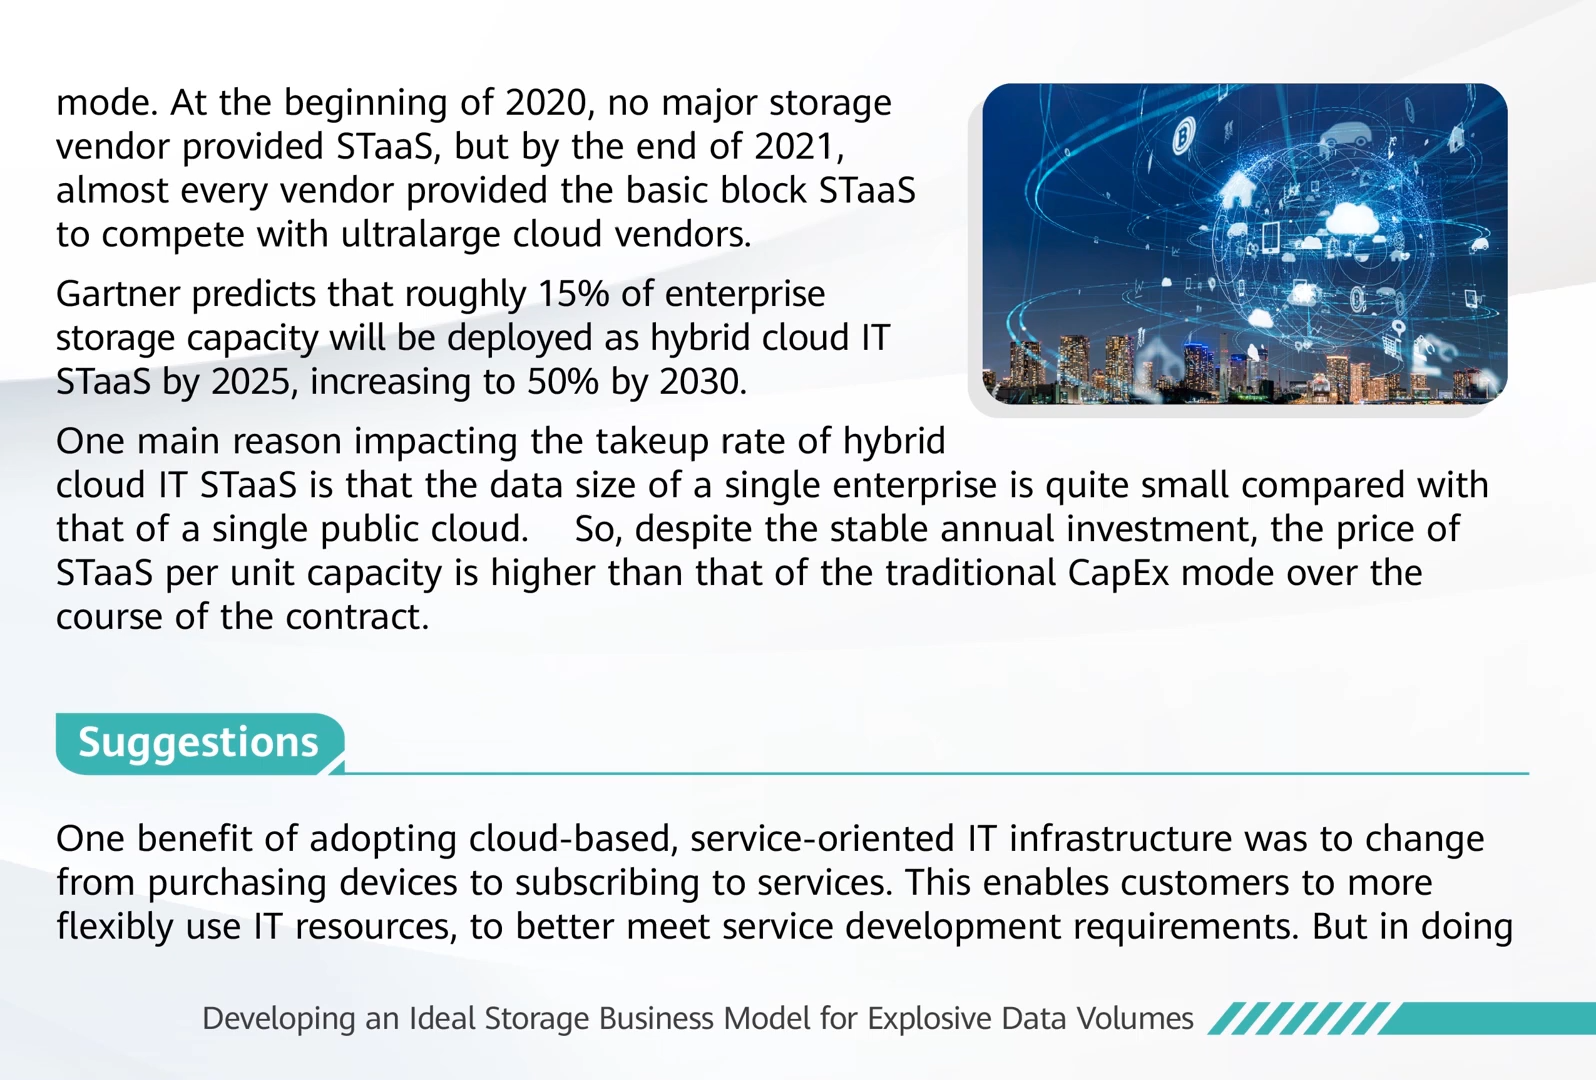 mode. At the beginning of 2020, no major storage
vendor provided STaaS, but by the end of 2021,
almost every vendor provided the basic block STaaS
to compete with ultralarge cloud vendors.
Gartner predicts that roughly 15% of enterprise
storage capacity will be deployed as hybrid cloud IT
STaaS by 2025, increasing to 50% by 2030.
One main reason impacting the takeup rate of hybrid
cloud IT STaaS is that the data size of a single enterprise is quite small compared with
that of a single public cloud.    So, despite the stable annual investment, the price of
STaaS per unit capacity is higher than that of the traditional CapEx mode over the
course of the contract.
Suggestions
One benefit of adopting cloud-based, service-oriented IT infrastructure was to change
from purchasing devices to subscribing to services. This enables customers to more
flexibly use IT resources, to better meet service development requirements. But in doing
Developing an Ideal Storage Business Model for Explosive Data Volumes